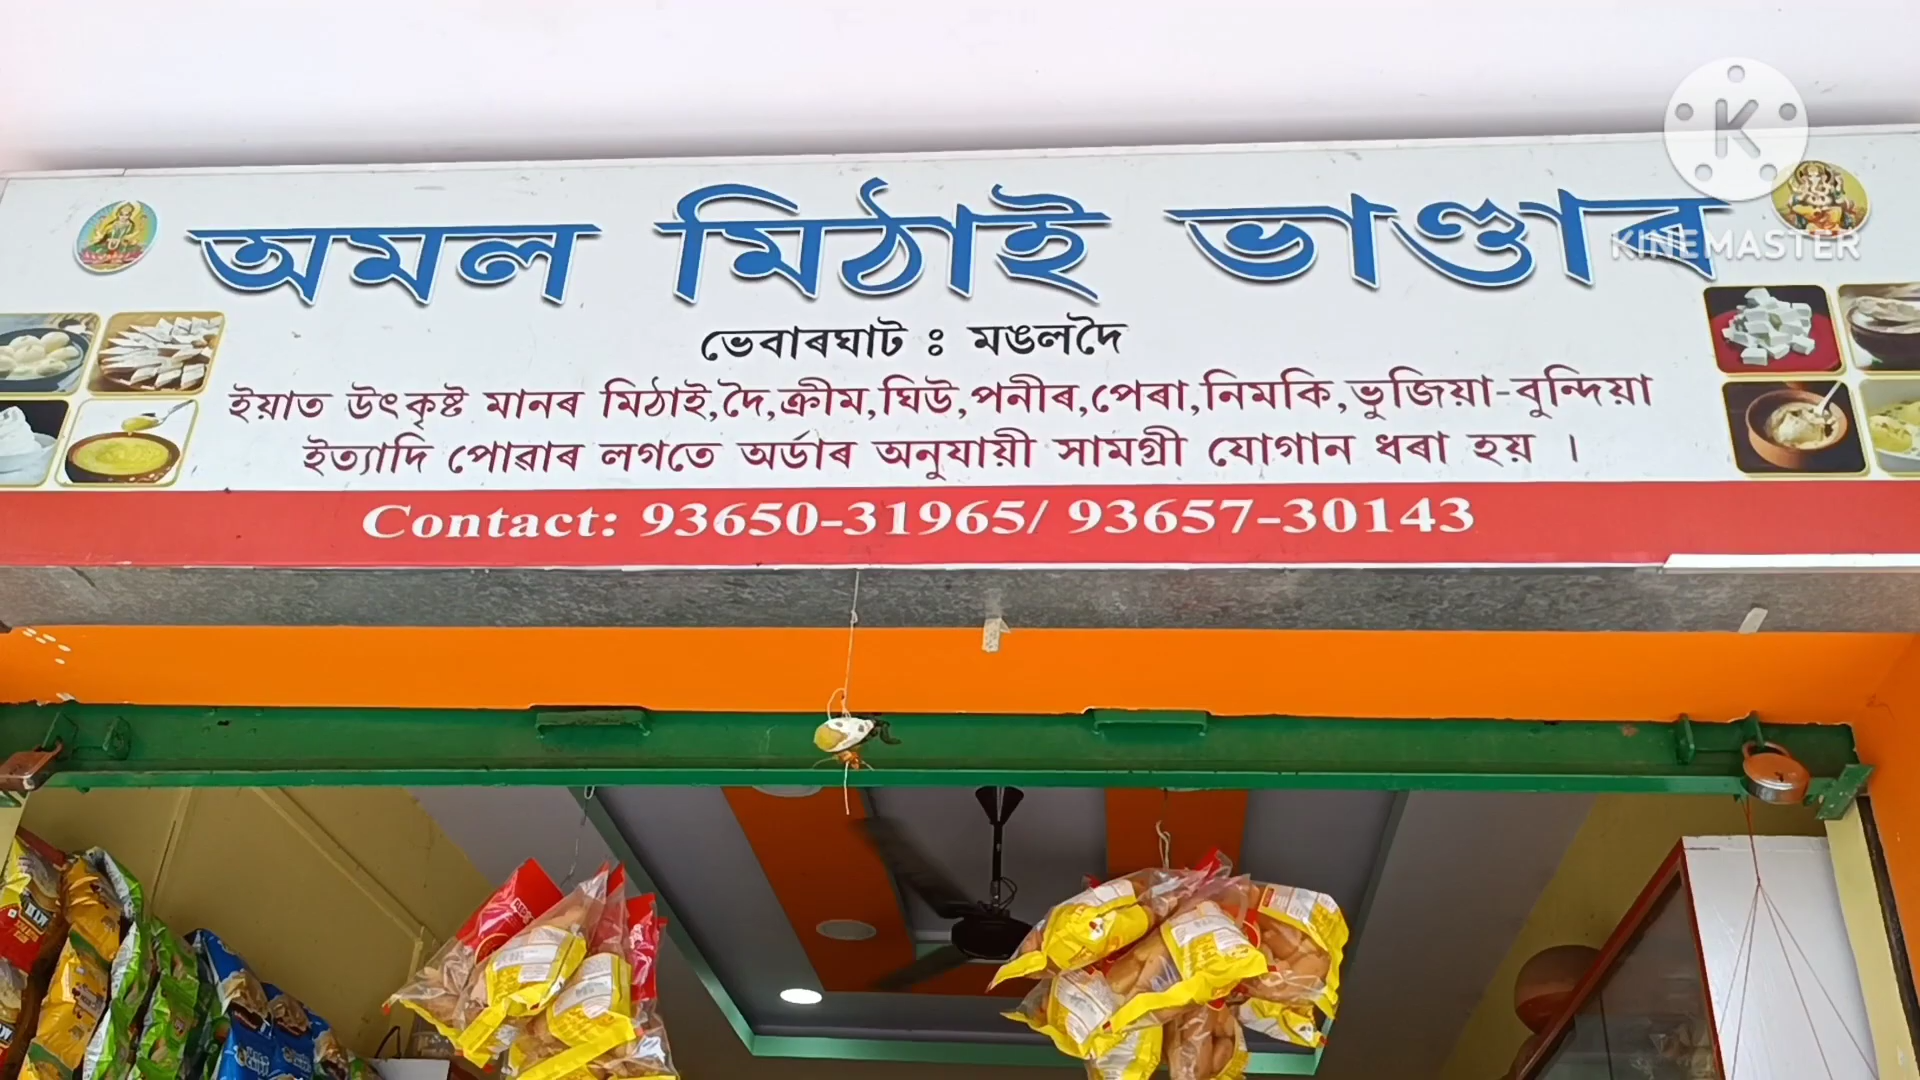 অমল মিঠাই ভাণ্ডাৰ
ভেবাৰঘাট ঃ মঙলদৈ
ইয়াত উৎকৃষ্ট মানৰ মিঠাই,দৈ,ক্ৰীম,ঘিউ,পনীৰ,পেৰা,নিমকি,ভুজিয়া-বুন্দিয়া
ইত্যাদি পোৱাৰ লগতে অৰ্ডাৰ অনুযায়ী সামগ্ৰী যোগান ধৰা হয় ।
Contact: 93650-31965/ 93657-30143
K
KINEMASTER